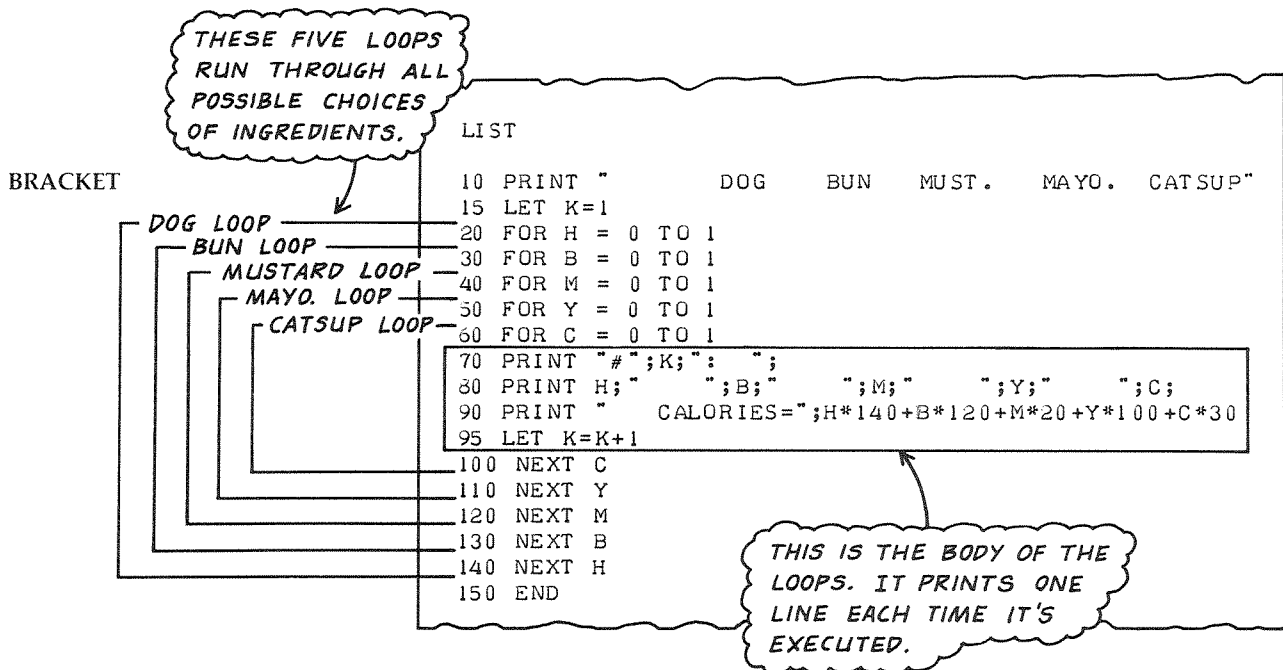 THESE FIVE LOOPS
RUN THROUGH ALL
POSSIBLE CHOICES
OF INGREDIENTS.
BRACKET
DOG LOOP
BUN LOOP
MUSTARD LOOP
MAYO. LOOP
CATSUP LOOP
LIST
10 PRINT "        DOG    BUN    MUST.    MAYO.   CATSUP"
15 LET K=1
20 FOR H = 0 TO 1
30 FOR B = 0 TO 1
40 FOR M = 0 TO 1
50 FOR Y = 0 TO 1
60 FOR C = 0 TO 1
70 PRINT "#";K;":  ";
80 PRINT H;"     ";B;"     ";M;"     ";Y;"     ";C;
90 PRINT "   CALORIES=";H*140+B*120+M*20+Y*100+C*30
95 LET K=K+1
100 NEXT C
110 NEXT Y
120 NEXT M
130 NEXT B
140 NEXT H
150 END
THIS IS THE BODY OF THE
LOOPS. IT PRINTS ONE
LINE EACH TIME IT'S
EXECUTED.